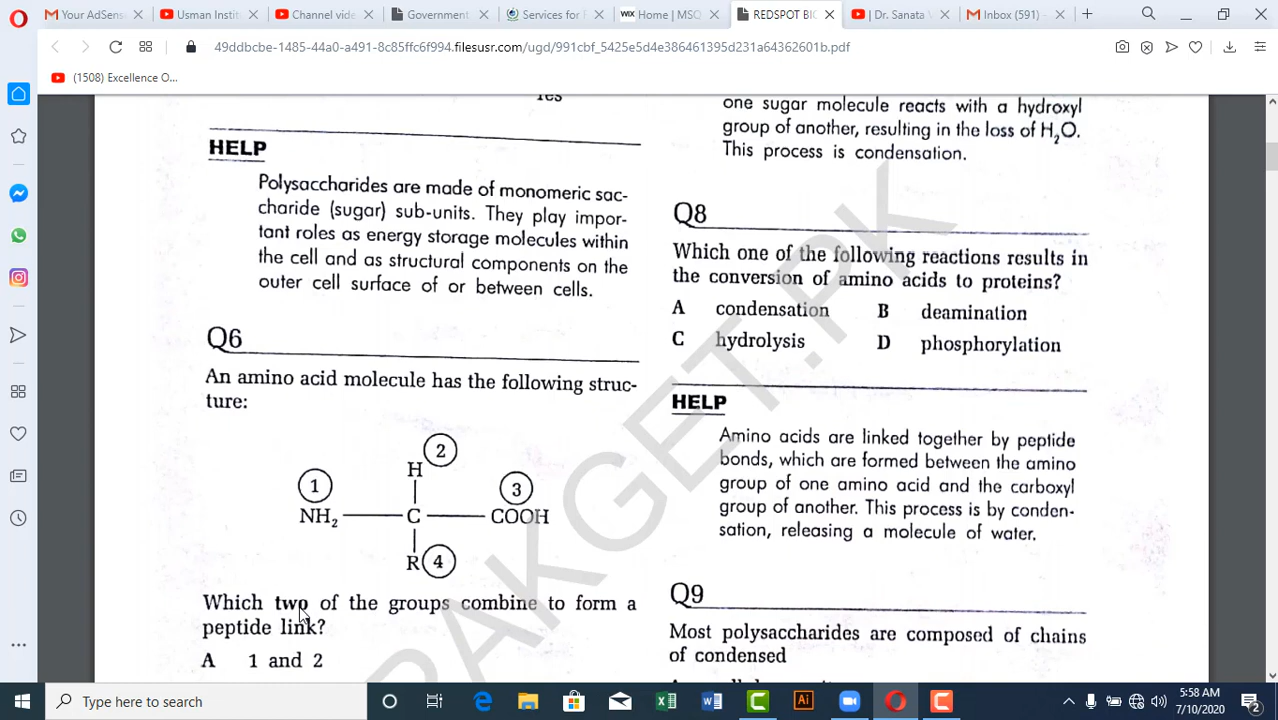 Your AdSens
Usman Instit
Channel vide
Government
Services for F
WIX Home | MSQ
REDSPOT BIO
| Dr. Sanata V
Inbox (591) -
49ddbcbe-1485-44a0-a491-8c85ffc6f994.filesusr.com/ugd/991cbf_5425e5d4e386461395d231a64362601b.pdf
(1508) Excellence O...
HELP
Polysaccharides are made of monomeric sac-
charide (sugar) sub-units. They play impor-
tant roles as energy storage molecules within
the cell and as structural components on the
outer cell surface of or between cells.
Q6
An amino acid molecule has the following struc-
ture:
2
H
1
3
NH₂ C COOH
R 4
Which two of the groups combine to form a
peptide link?
A 1 and 2
one sugar molecule reacts with a hydroxyl
group of another, resulting in the loss of H₂O.
This process is condensation.
Q8
Which one of the following reactions results in
the conversion of amino acids to proteins?
A condensation B deamination
C hydrolysis D phosphorylation
HELP
Amino acids are linked together by peptide
bonds, which are formed between the amino
group of one amino acid and the carboxyl
group of another. This process is by conden-
sation, releasing a molecule of water.
Q9
Most polysaccharides are composed of chains
of condensed
PAKGET.PK
Type here to search
5:58 AM
7/10/2020
2